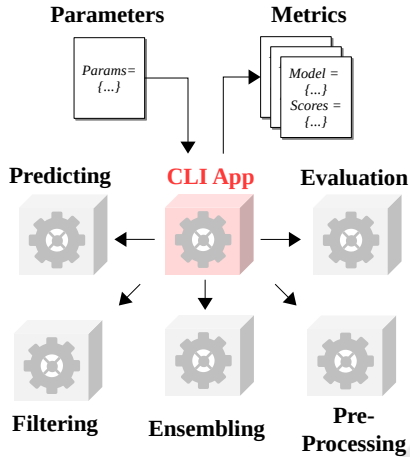 Parameters
Metrics
Params=
{...}
Model =
{...}
Scores =
{...}
Predicting
CLI App
Evaluation
Filtering
Ensembling
Pre-
Processing